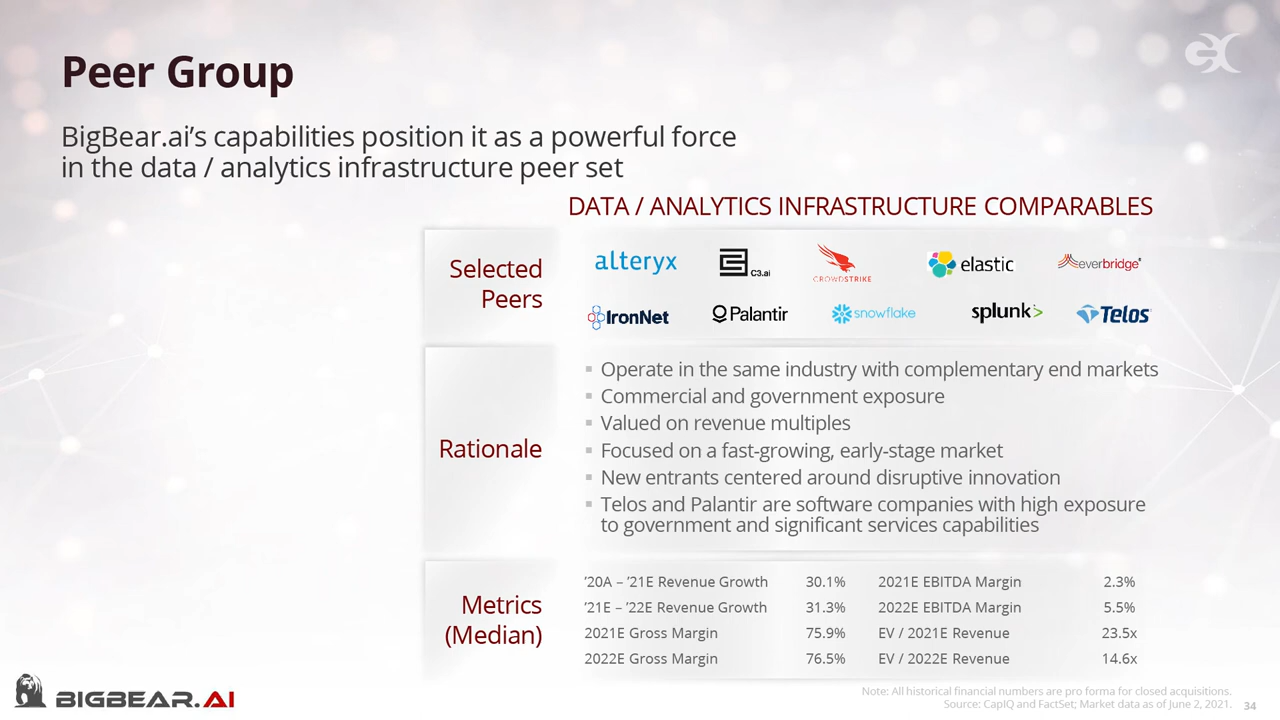 Peer Group
BigBear.ai’s capabilities position it as a powerful force
in the data / analytics infrastructure peer set
DATA / ANALYTICS INFRASTRUCTURE COMPARABLES
Selected
Peers
alteryx
C3.ai
CROWDSTRIKE
elastic
everbridge
IronNet
Palantir
snowflake
splunk>
Telos
Rationale
▪ Operate in the same industry with complementary end markets
▪ Commercial and government exposure
▪ Valued on revenue multiples
▪ Focused on a fast-growing, early-stage market
▪ New entrants centered around disruptive innovation
▪ Telos and Palantir are software companies with high exposure
to government and significant services capabilities
Metrics
(Median)
’20A – ’21E Revenue Growth 30.1% 2021E EBITDA Margin 2.3%
’21E – ’22E Revenue Growth 31.3% 2022E EBITDA Margin 5.5%
2021E Gross Margin 75.9% EV / 2021E Revenue 23.5x
2022E Gross Margin 76.5% EV / 2022E Revenue 14.6x
BIGBEAR.AI
Note: All historical financial numbers are pro forma for closed acquisitions.
Source: CapIQ and FactSet; Market data as of June 2, 2021.
34